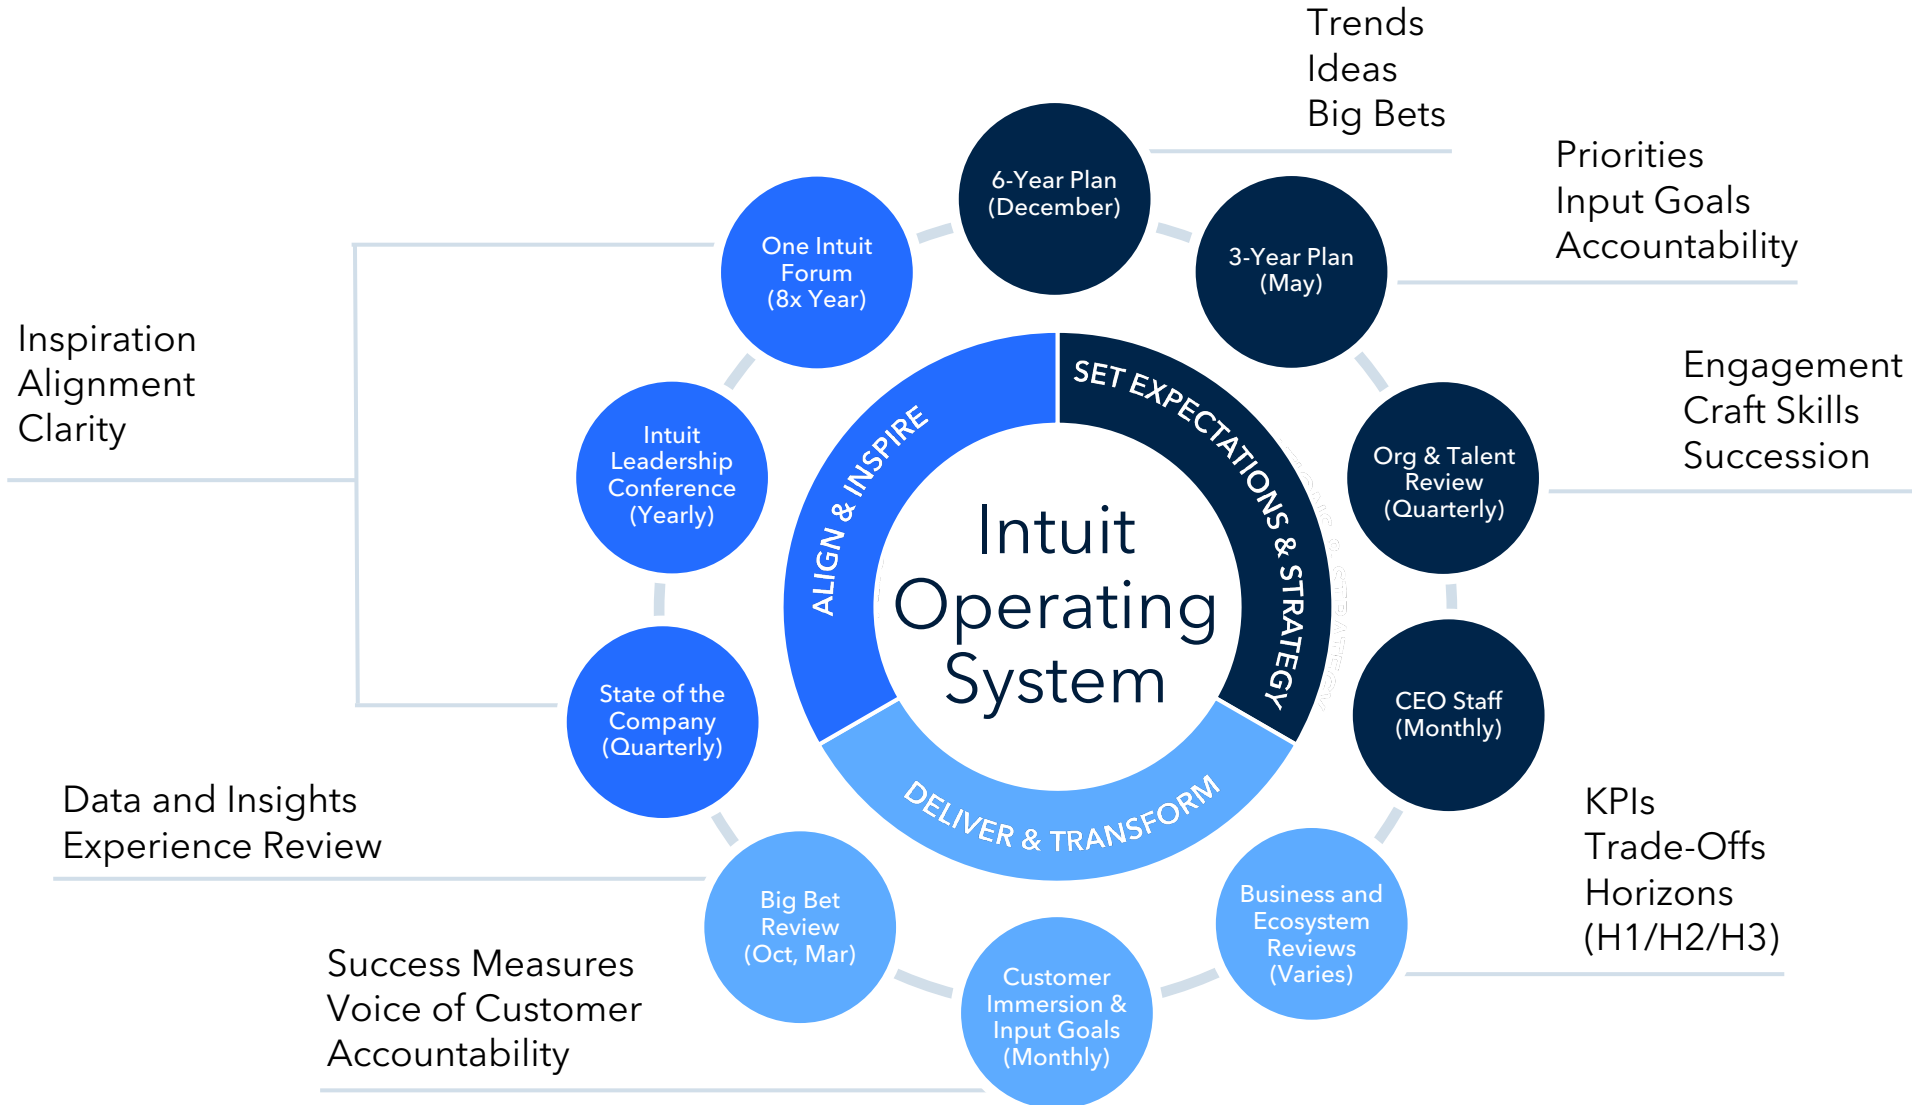 Trends
Ideas
Big Bets
6-Year Plan
(December)
Priorities
Input Goals
Accountability
3-Year Plan
(May)
Engagement
Craft Skills
Succession
Org & Talent
Review
(Quarterly)
CEO Staff
(Monthly)
KPIs
Trade-Offs
Horizons
(H1/H2/H3)
Business and
Ecosystem
Reviews
(Varies)
Customer
Immersion &
Input Goals
(Monthly)
Success Measures
Voice of Customer
Accountability
Big Bet
Review
(Oct, Mar)
Data and Insights
Experience Review
State of the
Company
(Quarterly)
Intuit
Leadership
Conference
(Yearly)
One Intuit
Forum
(8x Year)
Inspiration
Alignment
Clarity
SET EXPECTATIONS & STRATEGY
DELIVER & TRANSFORM
ALIGN & INSPIRE
Intuit
Operating
System